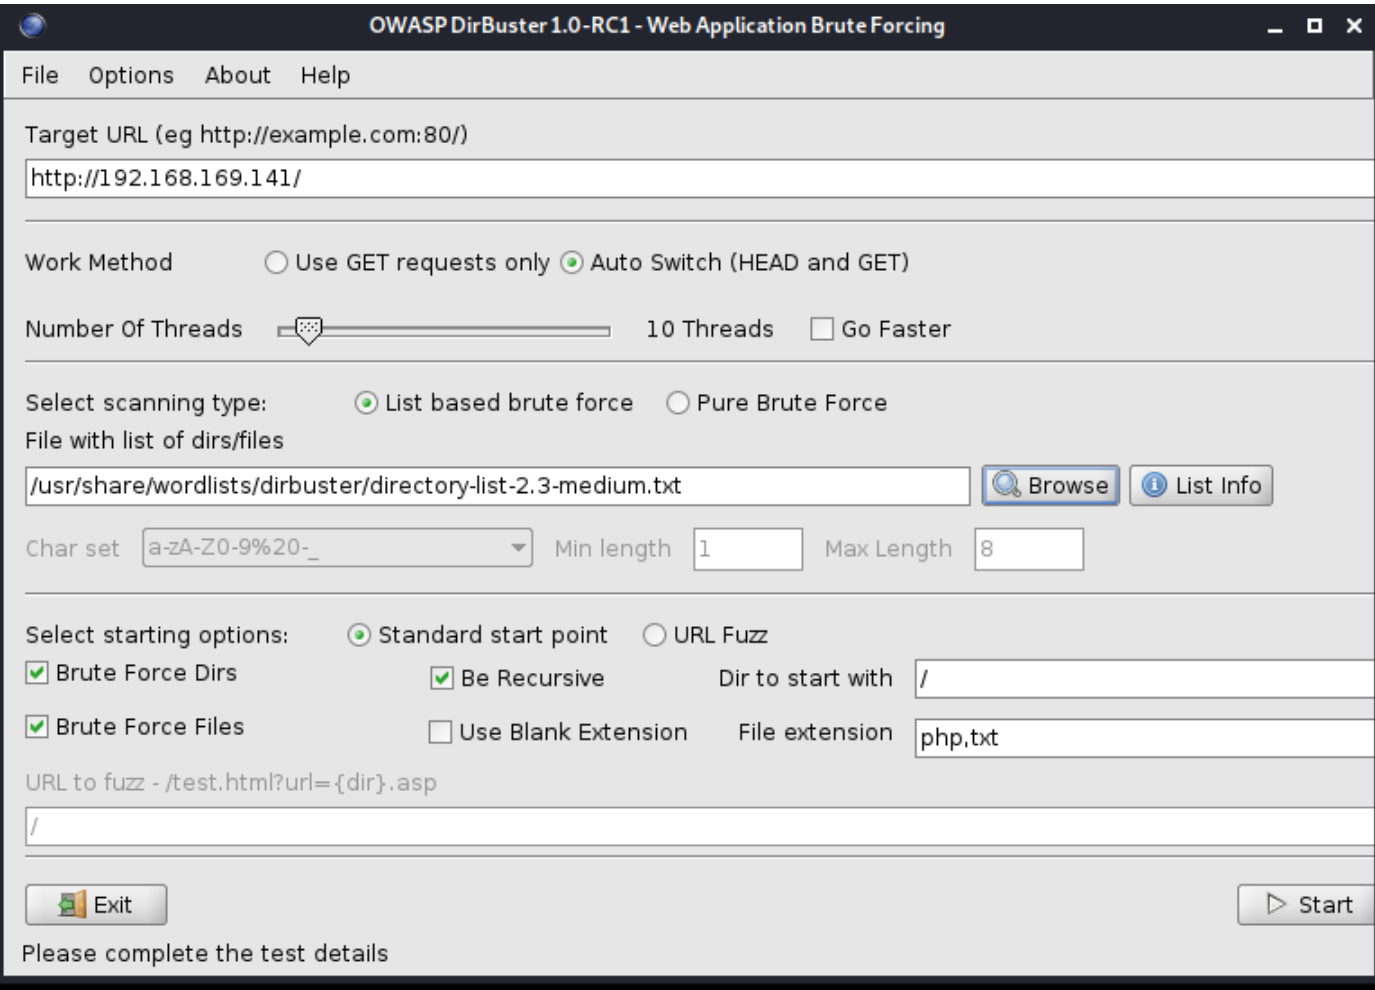 OWASP DirBuster 1.0-RC1 - Web Application Brute Forcing
File Options About Help
Target URL (eg http://example.com:80/)
http://192.168.169.141/
Work Method Use GET requests only Auto Switch (HEAD and GET)
Number Of Threads 10 Threads Go Faster
Select scanning type: List based brute force Pure Brute Force
File with list of dirs/files
/usr/share/wordlists/dirbuster/directory-list-2.3-medium.txt Browse List Info
Char set a-zA-Z0-9%20-_ Min length 1 Max Length 8
Select starting options: Standard start point URL Fuzz
Brute Force Dirs Be Recursive Dir to start with /
Brute Force Files Use Blank Extension File extension php,txt
URL to fuzz - /test.html?url={dir}.asp
/
Exit Start
Please complete the test details